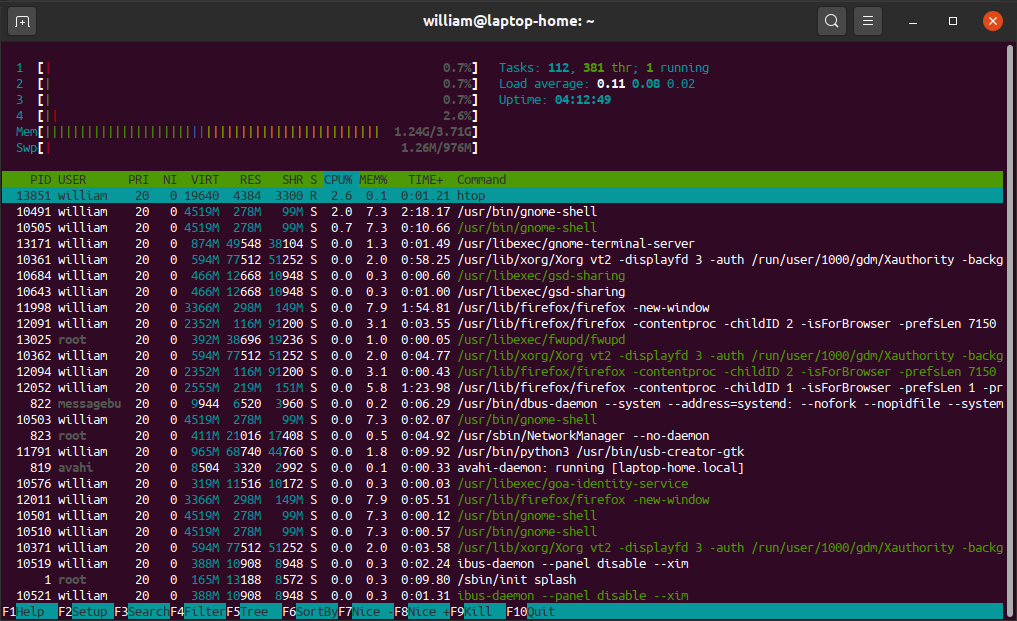 william@laptop-home: ~
1 [| 0.7%] Tasks: 112, 381 thr; 1 running
2 [| 0.7%] Load average: 0.11 0.08 0.02
3 [| 0.7%] Uptime: 04:12:49
4 [|| 2.6%]
Mem[||||||||||||||||||||||||||||||||||||||||||||||||| 1.24G/3.71G]
Swp[| 1.26M/976M]
PID USER PRI NI VIRT RES SHR S CPU% MEM% TIME+ Command
13851 william 20 0 19640 4384 3300 R 2.6 0.1 0:01.21 htop
10491 william 20 0 4519M 278M 99M S 2.0 7.3 2:18.17 /usr/bin/gnome-shell
10505 william 20 0 4519M 278M 99M S 0.7 7.3 0:10.66 /usr/bin/gnome-shell
13171 william 20 0 874M 49548 38104 S 0.0 1.3 0:01.49 /usr/libexec/gnome-terminal-server
10361 william 20 0 594M 77512 51252 S 0.0 2.0 0:58.25 /usr/lib/xorg/Xorg vt2 -displayfd 3 -auth /run/user/1000/gdm/Xauthority -backg
10684 william 20 0 466M 12668 10948 S 0.0 0.3 0:00.60 /usr/libexec/gsd-sharing
10643 william 20 0 466M 12668 10948 S 0.0 0.3 0:01.00 /usr/libexec/gsd-sharing
11998 william 20 0 3366M 298M 149M S 0.0 7.9 1:54.81 /usr/lib/firefox/firefox -new-window
12091 william 20 0 2352M 116M 91200 S 0.0 3.1 0:03.55 /usr/lib/firefox/firefox -contentproc -childID 2 -isForBrowser -prefsLen 7150
13025 root 20 0 392M 38696 19236 S 0.0 1.0 0:00.05 /usr/libexec/fwupd/fwupd
10362 william 20 0 594M 77512 51252 S 0.0 2.0 0:04.77 /usr/lib/xorg/Xorg vt2 -displayfd 3 -auth /run/user/1000/gdm/Xauthority -backg
12094 william 20 0 2352M 116M 91200 S 0.0 3.1 0:00.43 /usr/lib/firefox/firefox -contentproc -childID 2 -isForBrowser -prefsLen 7150
12052 william 20 0 2555M 219M 151M S 0.0 5.8 1:23.98 /usr/lib/firefox/firefox -contentproc -childID 1 -isForBrowser -prefsLen 1 -pr
822 messagebu 20 0 9944 6520 3960 S 0.0 0.2 0:06.29 /usr/bin/dbus-daemon --system --address=systemd: --nofork --nopidfile --system
10503 william 20 0 4519M 278M 99M S 0.0 7.3 0:02.07 /usr/bin/gnome-shell
823 root 20 0 411M 21016 17408 S 0.0 0.5 0:04.92 /usr/sbin/NetworkManager --no-daemon
11791 william 20 0 965M 68740 44760 S 0.0 1.8 0:09.92 /usr/bin/python3 /usr/bin/usb-creator-gtk
819 avahi 20 0 8504 3320 2992 S 0.0 0.1 0:00.33 avahi-daemon: running [laptop-home.local]
10576 william 20 0 319M 11516 10172 S 0.0 0.3 0:00.03 /usr/libexec/goa-identity-service
12011 william 20 0 3366M 298M 149M S 0.0 7.9 0:05.51 /usr/lib/firefox/firefox -new-window
10501 william 20 0 4519M 278M 99M S 0.0 7.3 0:00.12 /usr/bin/gnome-shell
10510 william 20 0 4519M 278M 99M S 0.0 7.3 0:00.57 /usr/bin/gnome-shell
10371 william 20 0 594M 77512 51252 S 0.0 2.0 0:03.58 /usr/lib/xorg/Xorg vt2 -displayfd 3 -auth /run/user/1000/gdm/Xauthority -backg
10519 william 20 0 388M 10908 8948 S 0.0 0.3 0:02.24 ibus-daemon --panel disable --xim
1 root 20 0 165M 13188 8572 S 0.0 0.3 0:09.80 /sbin/init splash
10521 william 20 0 388M 10908 8948 S 0.0 0.3 0:01.31 ibus-daemon --panel disable --xim
F1Help F2Setup F3SearchF4FilterF5Tree F6SortByF7Nice -F8Nice +F9Kill F10Quit